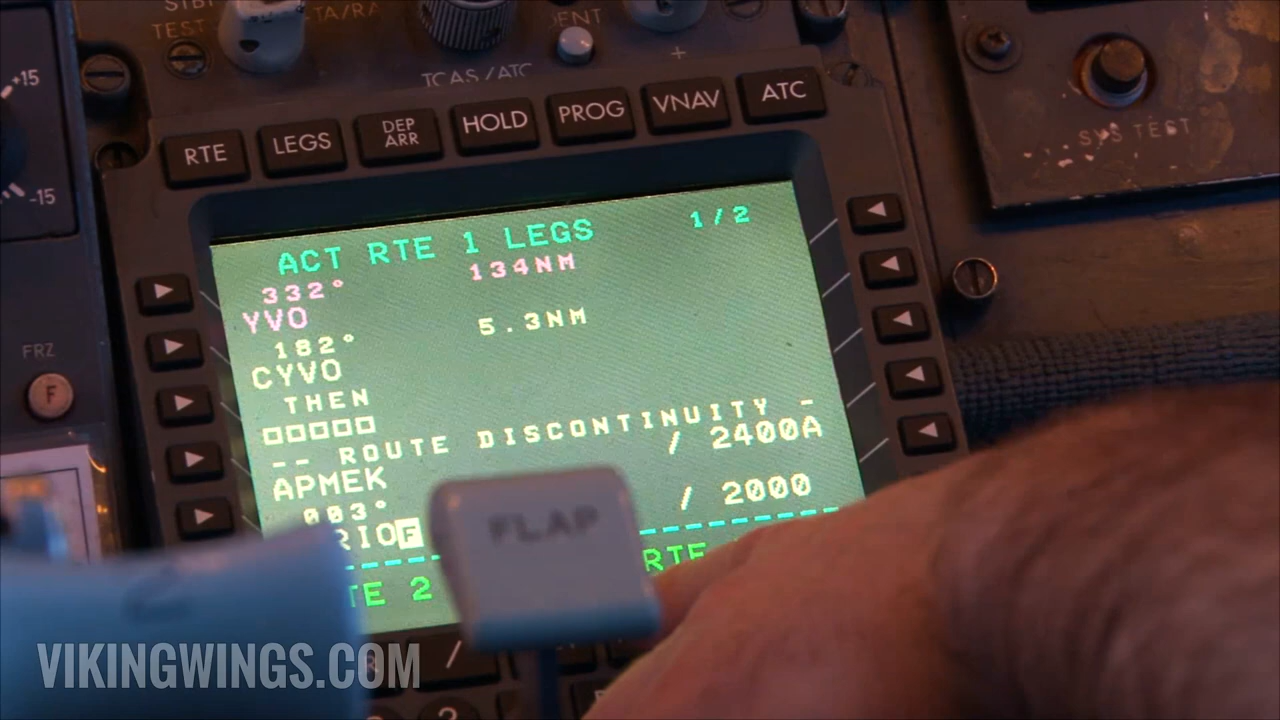 STBY
TEST
TA/RA
IDENT
+
TCAS/ATC
+15
-15
SYS TEST
RTE
LEGS
DEP
ARR
HOLD
PROG
VNAV
ATC
ACT RTE 1 LEGS 1/2
332° 134NM
YVO
182° 5.3NM
CYVO
THEN
□□□□□
-- ROUTE DISCONTINUITY -
APMEK / 2400A
003°
RIOF / 2000
TE 2 RTE
FRZ
F
FLAP
/
VIKINGWINGS.COM